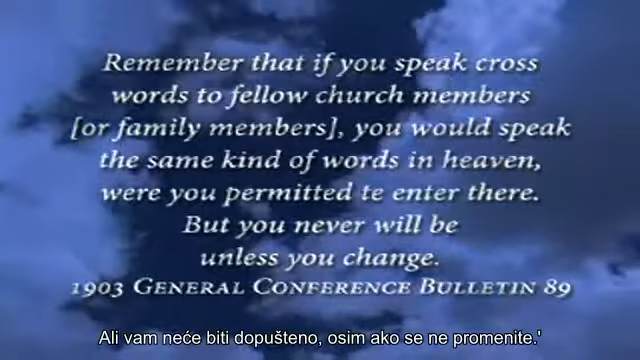 Remember that if you speak cross
words to fellow church members
[or family members], you would speak
the same kind of words in heaven,
were you permitted te enter there.
But you never will be
unless you change.
1903 GENERAL CONFERENCE BULLETIN 89
Ali vam neće biti dopušteno, osim ako se ne promenite.'